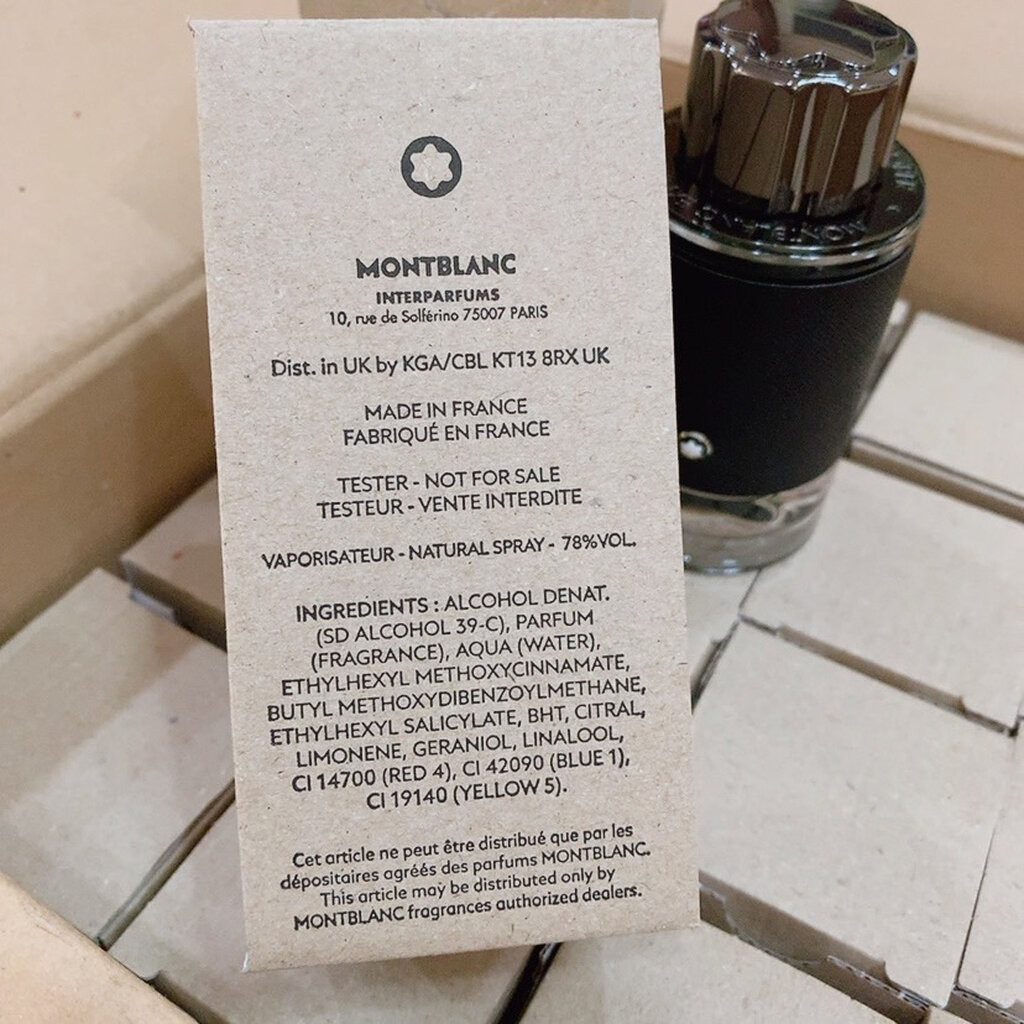 MONTBLANC
INTERPARFUMS
10, rue de Solférino 75007 PARIS
Dist. in UK by KGA/CBL KT13 8RX UK
MADE IN FRANCE
FABRIQUÉ EN FRANCE
TESTER - NOT FOR SALE
TESTEUR - VENTE INTERDITE
VAPORISATEUR - NATURAL SPRAY - 78%VOL.
INGREDIENTS : ALCOHOL DENAT.
(SD ALCOHOL 39-C), PARFUM
(FRAGRANCE), AQUA (WATER),
ETHYLHEXYL METHOXYCINNAMATE,
BUTYL METHOXYDIBENZOYLMETHANE,
ETHYLHEXYL SALICYLATE, BHT, CITRAL,
LIMONENE, GERANIOL, LINALOOL,
CI 14700 (RED 4), CI 42090 (BLUE 1),
CI 19140 (YELLOW 5).
Cet article ne peut être distribué que par les
dépositaires agréés des parfums MONTBLANC.
This article may be distributed only by
MONTBLANC fragrances authorized dealers.
MONTBLANC